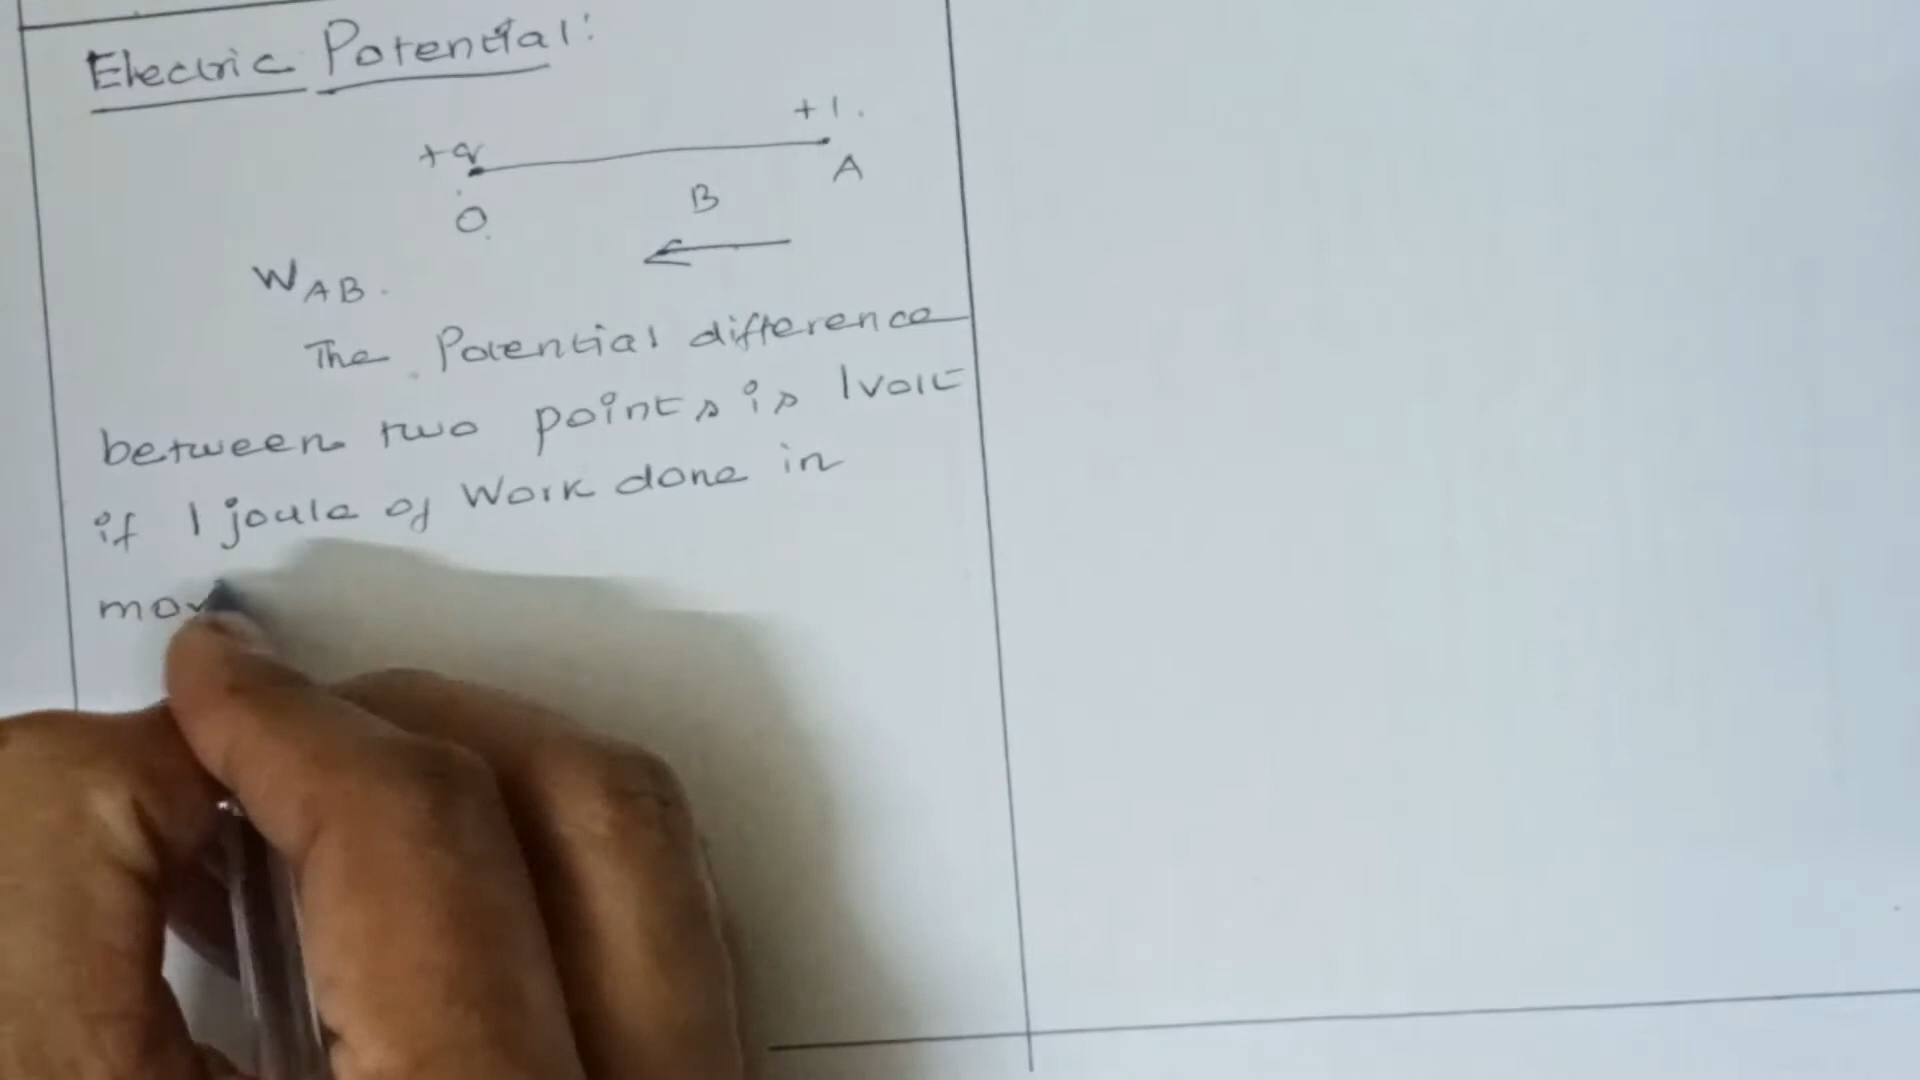 Electric Potential:
+1.
+q
A
B
O
WAB.
The Potential difference
between two points is 1volt
if 1 joule of Work done in
mov